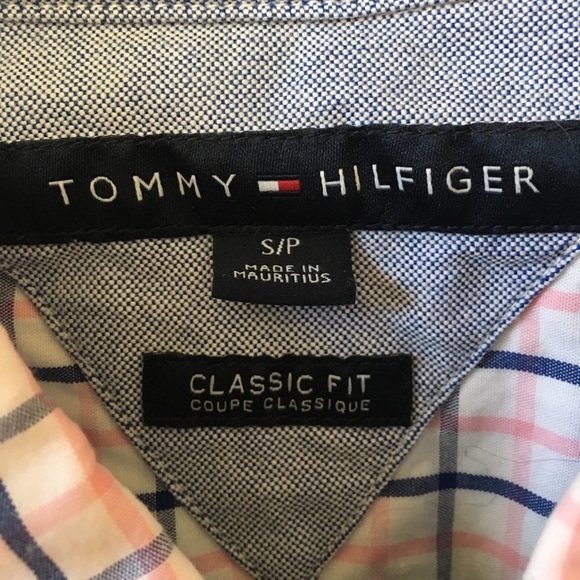 TOMMY HILFIGER
S/P
MADE IN
MAURITIUS
CLASSIC FIT
COUPE CLASSIQUE